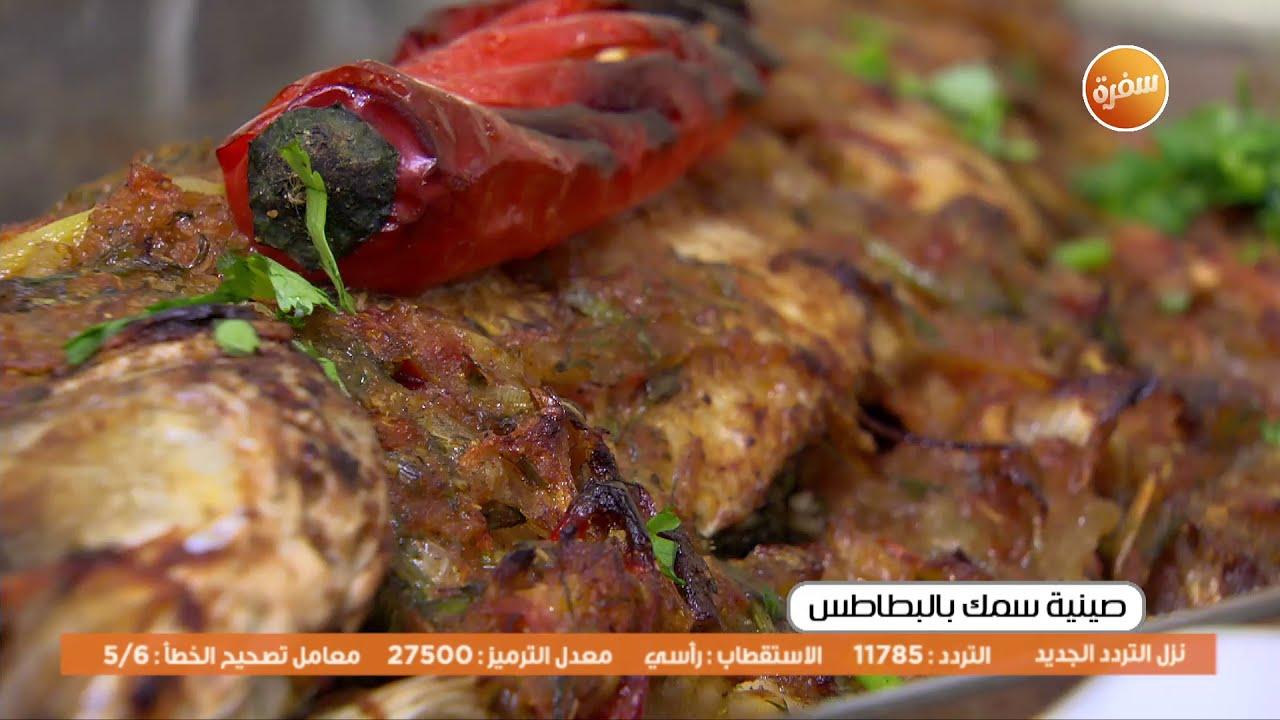 سفرة
صينية سمك بالبطاطس
نزل التردد الجديد التردد : 11785 الاستقطاب : رأسي معدل الترميز : 27500 معامل تصحيح الخطأ : 5/6